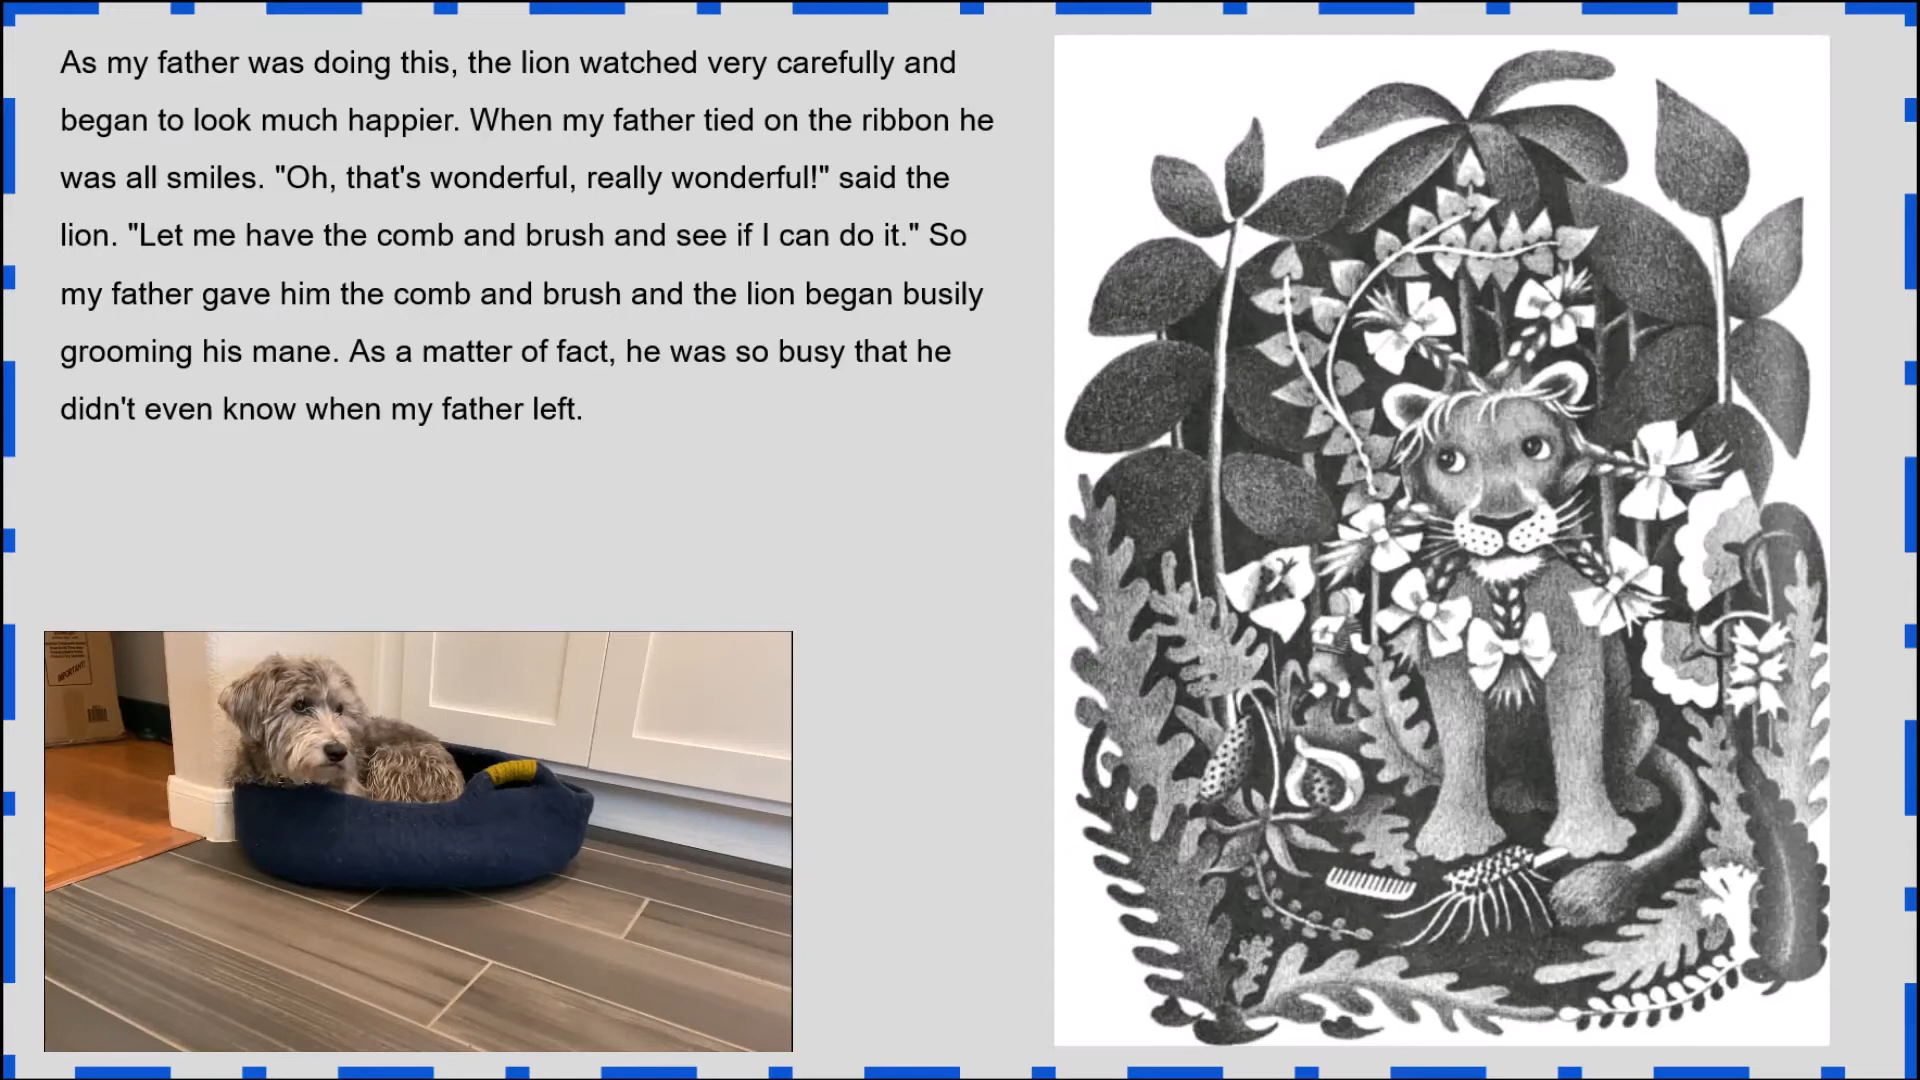 As my father was doing this, the lion watched very carefully and
began to look much happier. When my father tied on the ribbon he
was all smiles. "Oh, that's wonderful, really wonderful!" said the
lion. "Let me have the comb and brush and see if I can do it." So
my father gave him the comb and brush and the lion began busily
grooming his mane. As a matter of fact, he was so busy that he
didn't even know when my father left.
IMPORTANT!